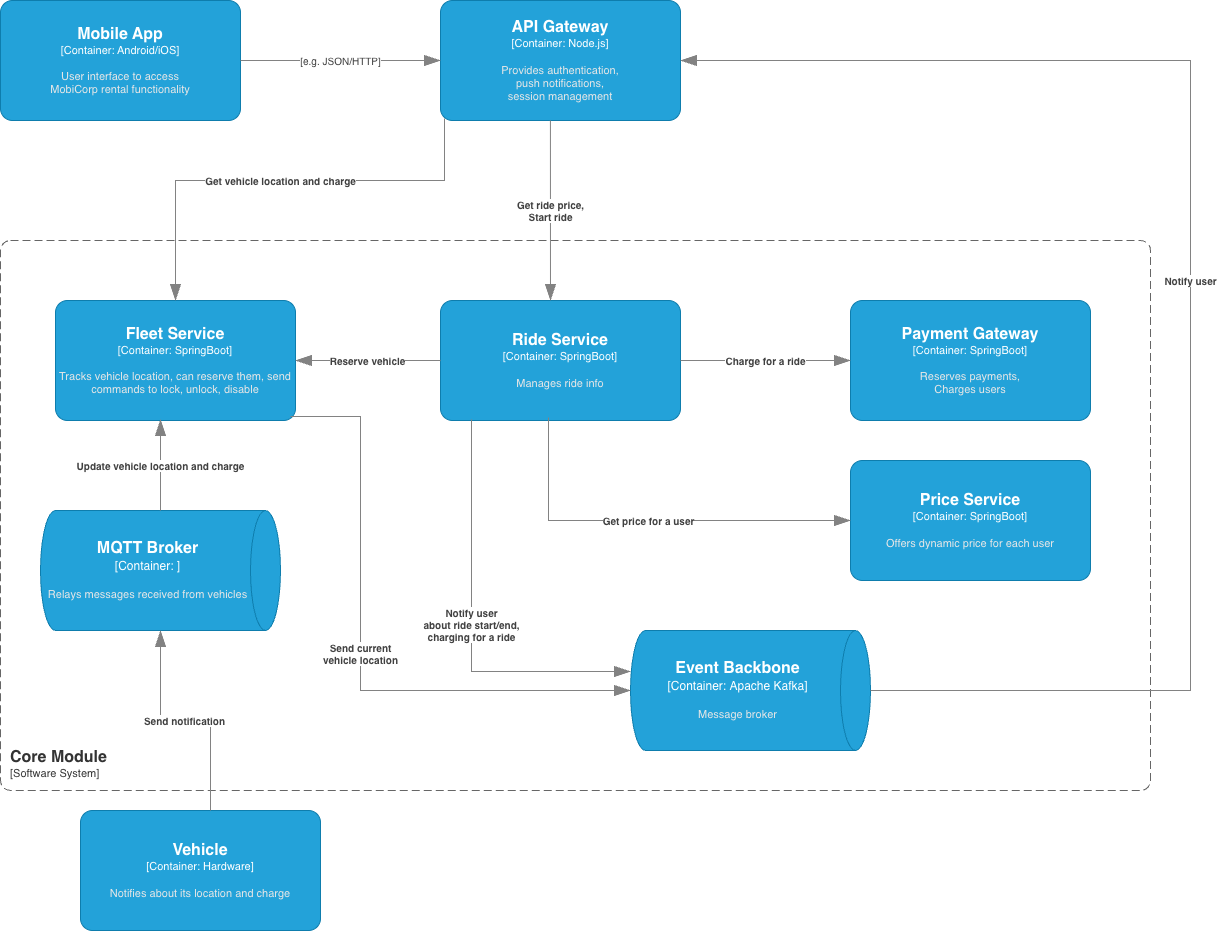 Mobile App
[Container: Android/iOS]
User interface to access
MobiCorp rental functionality
[e.g. JSON/HTTP]
API Gateway
[Container: Node.js]
Provides authentication,
push notifications,
session management
Get vehicle location and charge
Get ride price,
Start ride
Notify user
Fleet Service
[Container: SpringBoot]
Tracks vehicle location, can reserve them, send
commands to lock, unlock, disable
Reserve vehicle
Ride Service
[Container: SpringBoot]
Manages ride info
Charge for a ride
Payment Gateway
[Container: SpringBoot]
Reserves payments,
Charges users
Update vehicle location and charge
Get price for a user
Price Service
[Container: SpringBoot]
Offers dynamic price for each user
MQTT Broker
[Container: ]
Relays messages received from vehicles
Send current
vehicle location
Notify user
about ride start/end,
charging for a ride
Event Backbone
[Container: Apache Kafka]
Message broker
Send notification
Core Module
[Software System]
Vehicle
[Container: Hardware]
Notifies about its location and charge